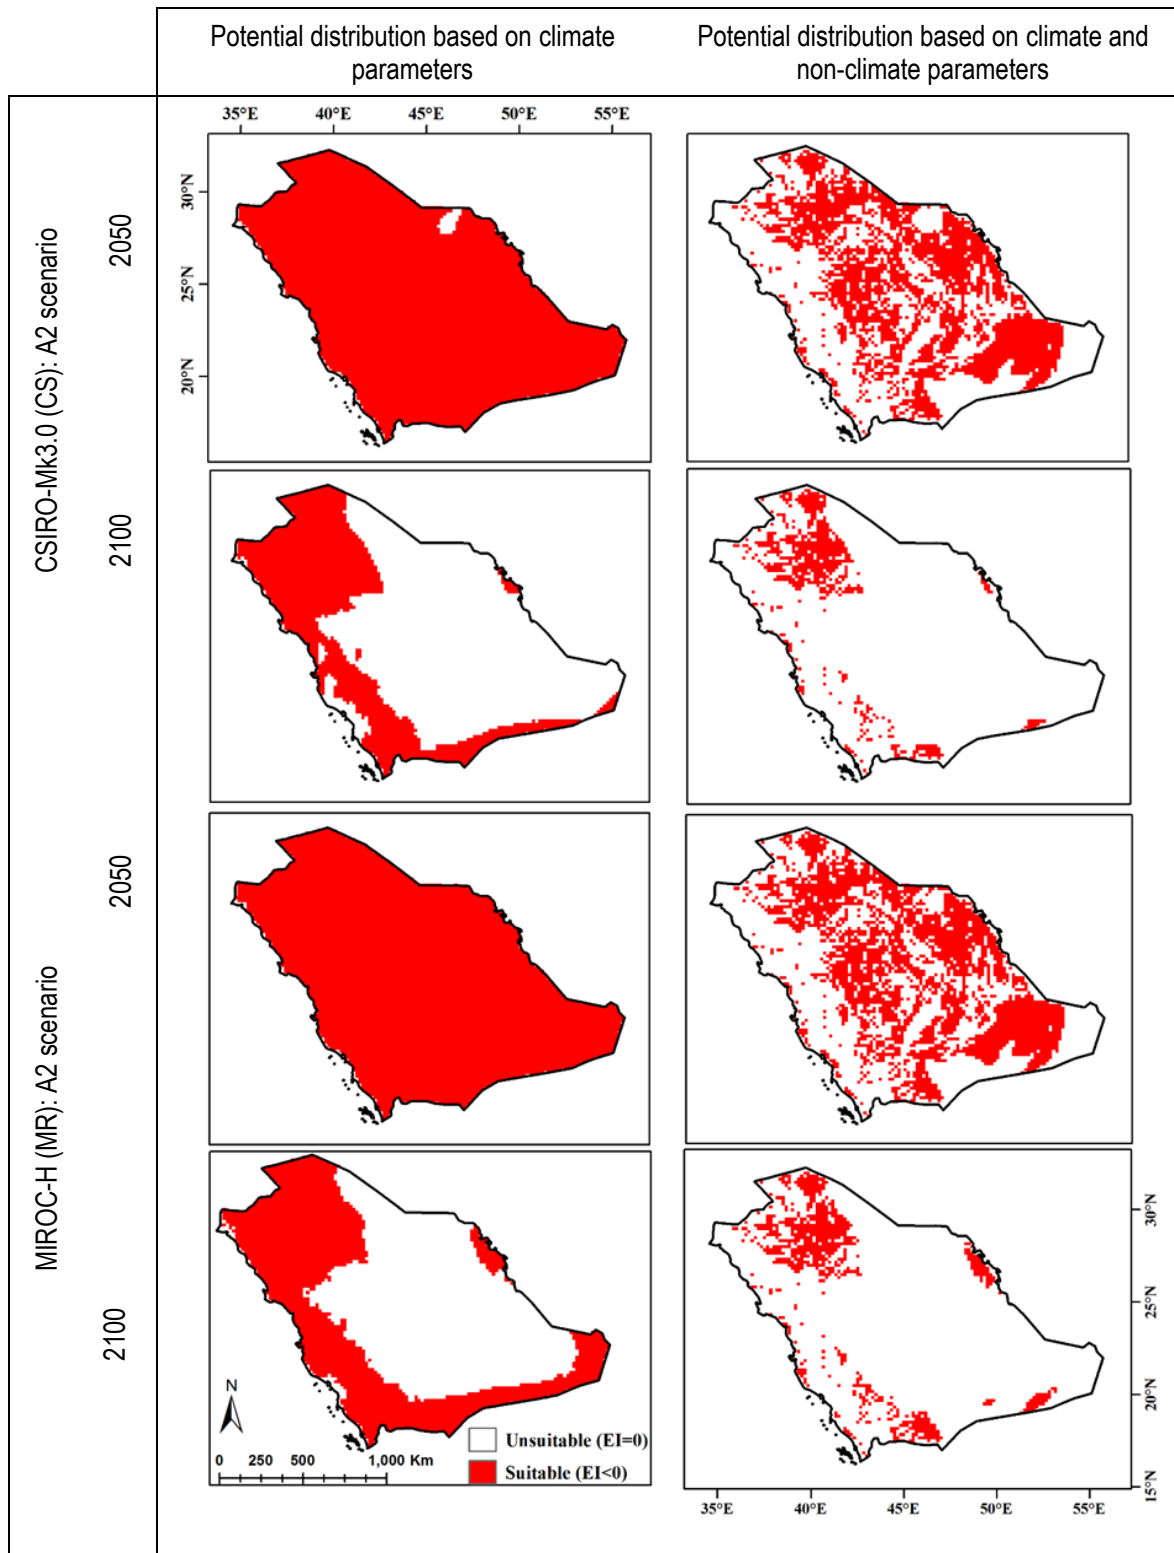 Potential distribution based on climate
parameters
Potential distribution based on climate and
non-climate parameters
CSIRO-Mk3.0 (CS): A2 scenario
2050
35°E 40°E 45°E 50°E 55°E
30°N
25°N
20°N
2100
MIROC-H (MR): A2 scenario
2050
2100
N
0 250 500 1,000 Km
Unsuitable (EI=0)
Suitable (EI<0)
30°N
25°N
20°N
15°N
35°E 40°E 45°E 50°E 55°E